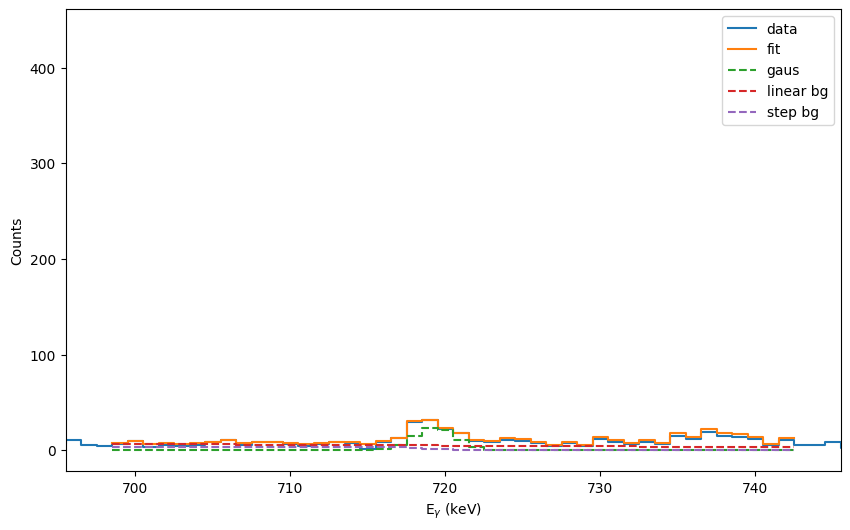 data
fit
gaus
linear bg
step bg
400
300
200
100
0
Counts
700
710
720
730
740
Eγ (keV)